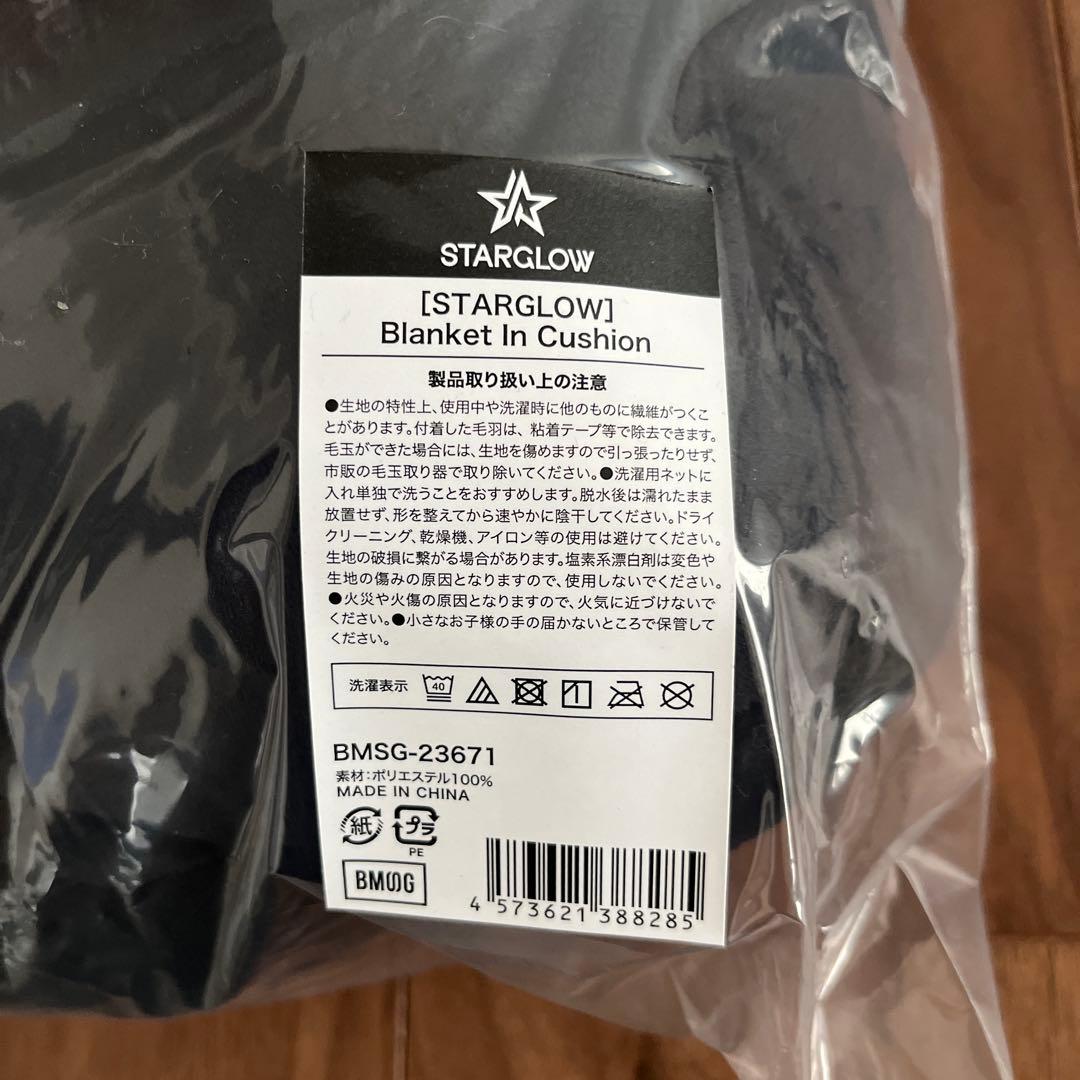 STARGLOW
[STARGLOW]
Blanket In Cushion
製品取り扱い上の注意
●生地の特性上、使用中や洗濯時に他のものに繊維がつくこ
とがあります。付着した毛羽は、粘着テープ等で除去できます。
毛玉ができた場合には、生地を傷めますので引っ張ったりせず、
市販の毛玉取り器で取り除いてください。●洗濯用ネットに
入れ単独で洗うことをおすすめします。脱水後は濡れたまま
放置せず、形を整えてから速やかに陰干してください。ドライ
クリーニング、乾燥機、アイロン等の使用は避けてください。
生地の破損に繋がる場合があります。塩素系漂白剤は変色や
生地の傷みの原因となりますので、使用しないでください。
●火災や火傷の原因となりますので、火気に近づけないで
ください。●小さなお子様の手の届かないところで保管して
ください。
洗濯表示 40
BMSG-23671
素材:ポリエステル100%
MADE IN CHINA
紙 プラ
PE
BMSG
4 573621 388285